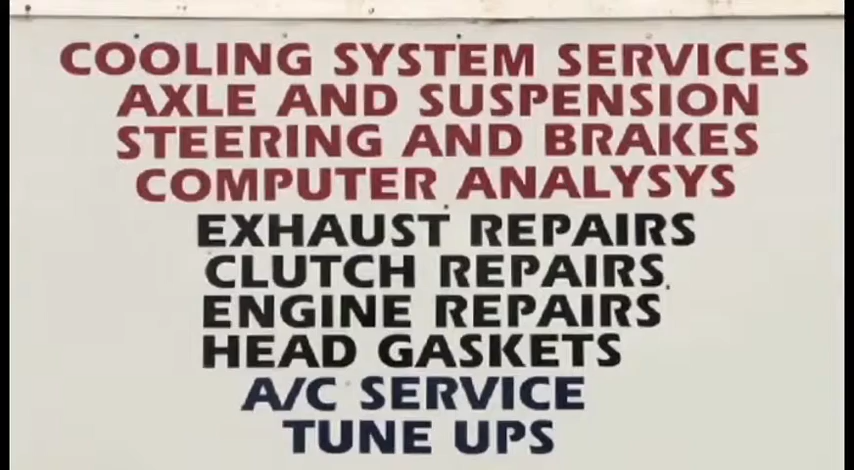 COOLING SYSTEM SERVICES
AXLE AND SUSPENSION
STEERING AND BRAKES
COMPUTER ANALYSYS
EXHAUST REPAIRS
CLUTCH REPAIRS
ENGINE REPAIRS
HEAD GASKETS
A/C SERVICE
TUNE UPS